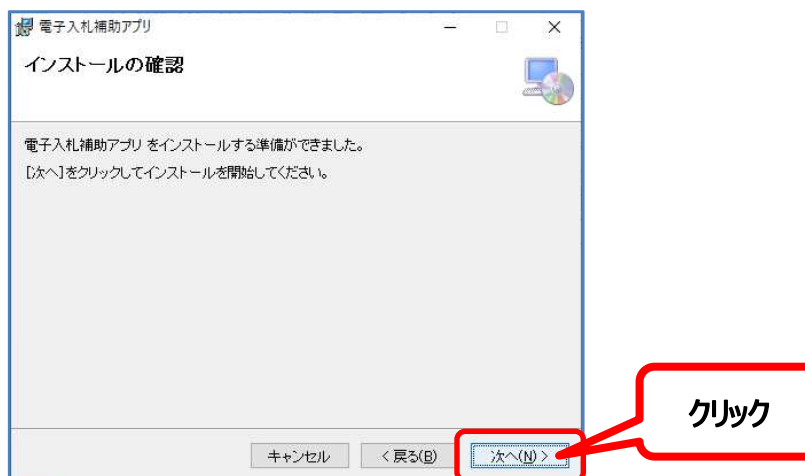 電子入札補助アプリ
インストールの確認
電子入札補助アプリ をインストールする準備ができました。
[次へ]をクリックしてインストールを開始してください。
クリック
キャンセル
< 戻る(B)
次へ(N) >